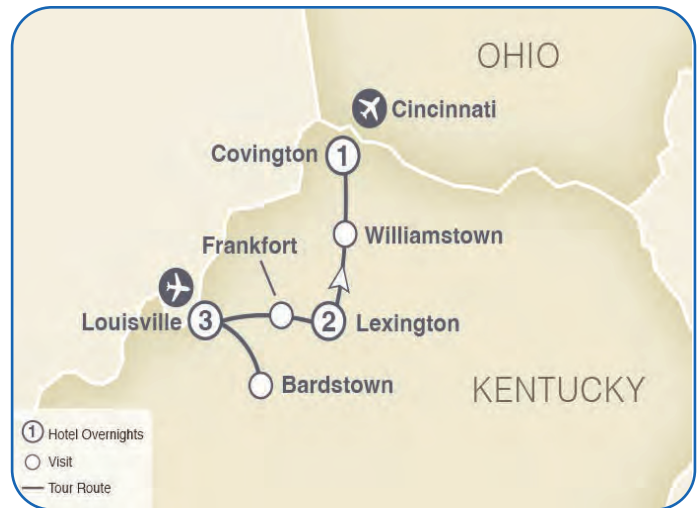 OHIO
Cincinnati
Covington 1
Williamstown
Frankfort
Louisville 3
2 Lexington
Bardstown
KENTUCKY
1 Hotel Overnights
Visit
Tour Route